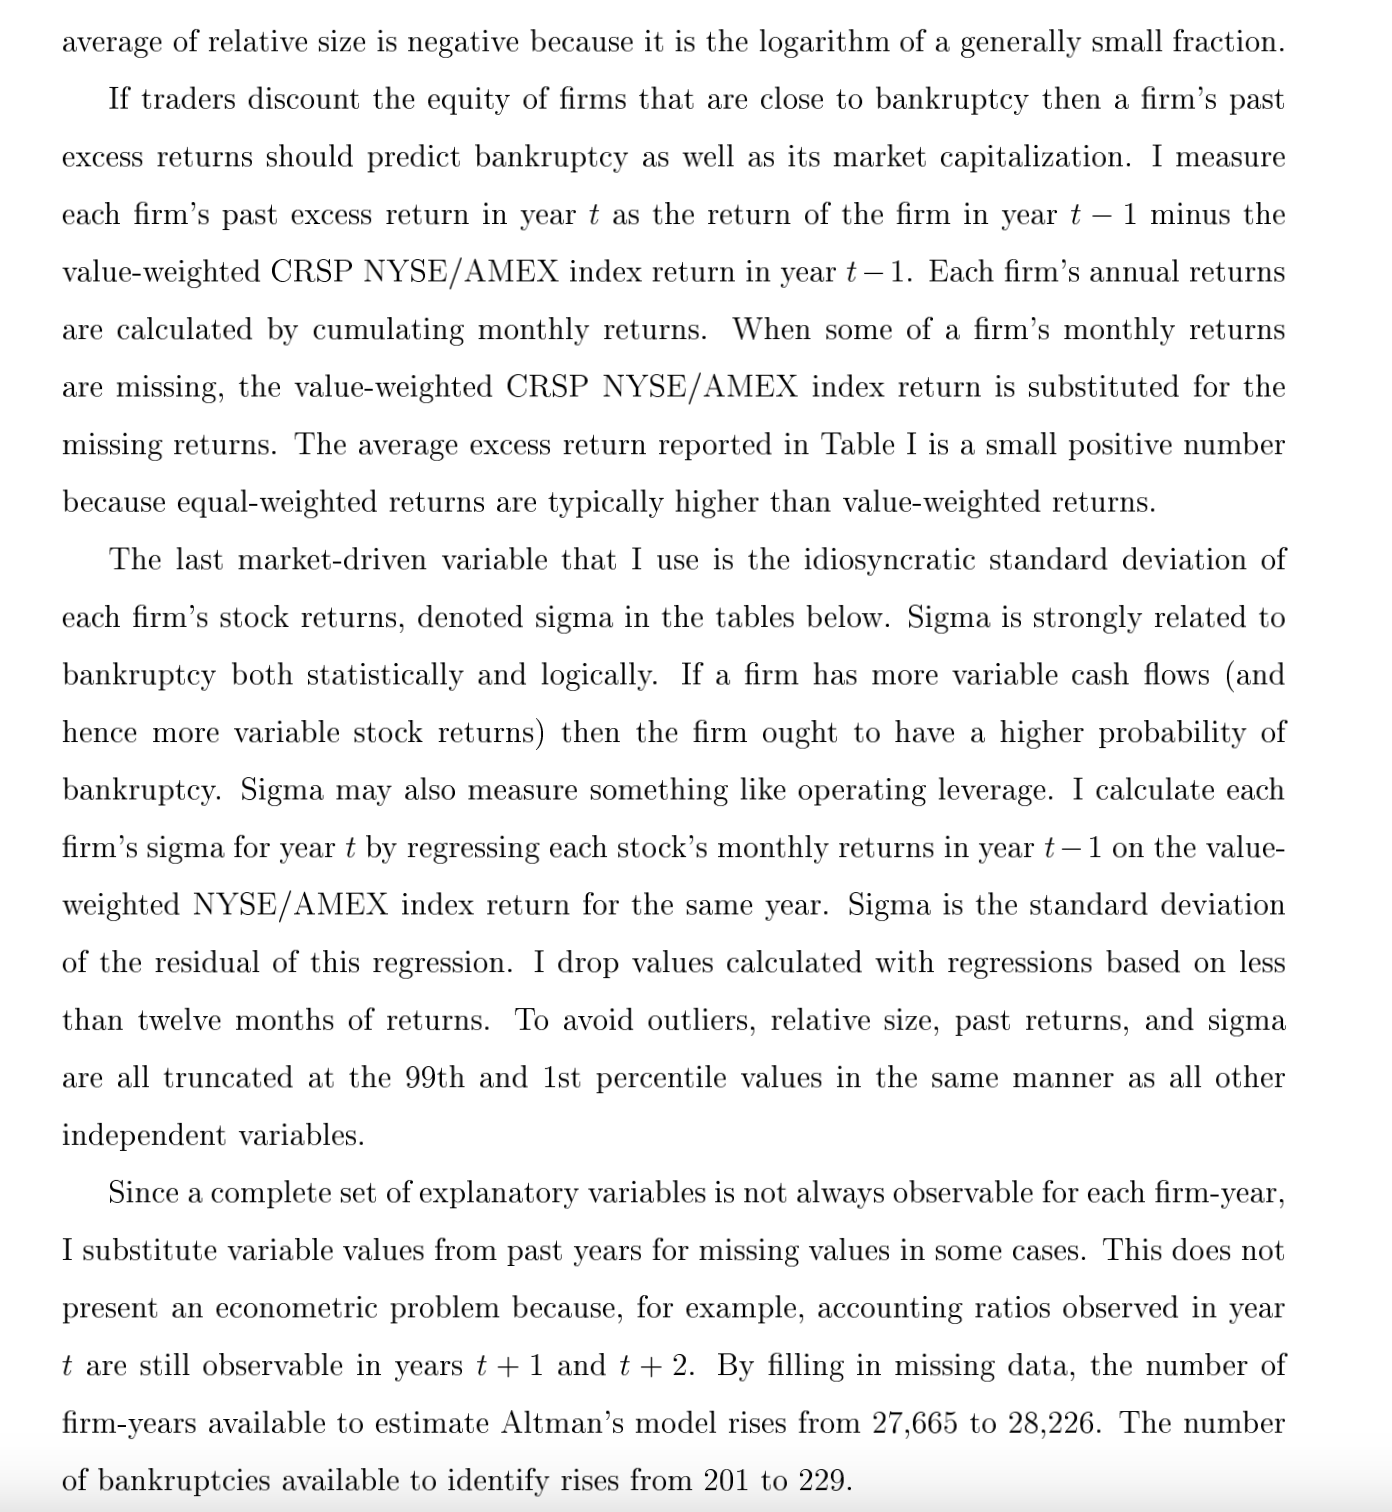 average of relative size is negative because it is the logarithm of a generally small fraction.
If traders discount the equity of firms that are close to bankruptcy then a firm's past
excess returns should predict bankruptcy as well as its market capitalization. I measure
each firm's past excess return in year t as the return of the firm in year t − 1 minus the
value-weighted CRSP NYSE/AMEX index return in year t − 1. Each firm's annual returns
are calculated by cumulating monthly returns. When some of a firm's monthly returns
are missing, the value-weighted CRSP NYSE/AMEX index return is substituted for the
missing returns. The average excess return reported in Table I is a small positive number
because equal-weighted returns are typically higher than value-weighted returns.
The last market-driven variable that I use is the idiosyncratic standard deviation of
each firm's stock returns, denoted sigma in the tables below. Sigma is strongly related to
bankruptcy both statistically and logically. If a firm has more variable cash flows (and
hence more variable stock returns) then the firm ought to have a higher probability of
bankruptcy. Sigma may also measure something like operating leverage. I calculate each
firm's sigma for year t by regressing each stock's monthly returns in year t − 1 on the value-
weighted NYSE/AMEX index return for the same year. Sigma is the standard deviation
of the residual of this regression. I drop values calculated with regressions based on less
than twelve months of returns. To avoid outliers, relative size, past returns, and sigma
are all truncated at the 99th and 1st percentile values in the same manner as all other
independent variables.
Since a complete set of explanatory variables is not always observable for each firm-year,
I substitute variable values from past years for missing values in some cases. This does not
present an econometric problem because, for example, accounting ratios observed in year
t are still observable in years t + 1 and t + 2. By filling in missing data, the number of
firm-years available to estimate Altman's model rises from 27,665 to 28,226. The number
of bankruptcies available to identify rises from 201 to 229.